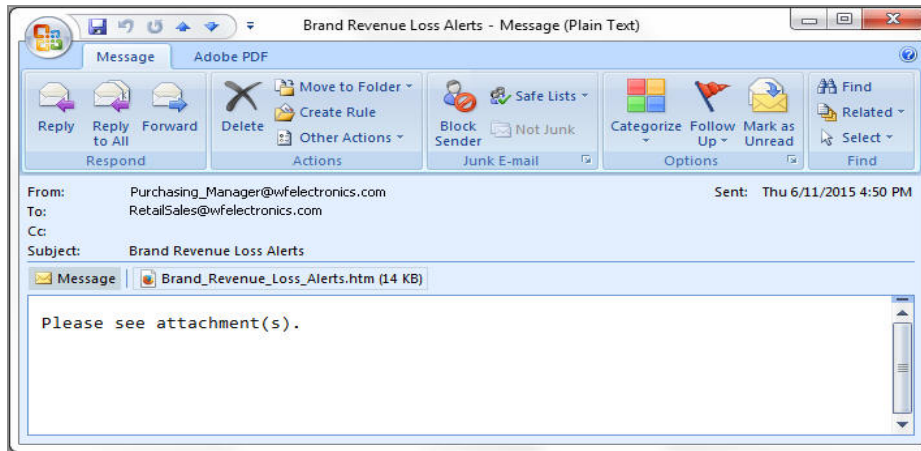 Brand Revenue Loss Alerts - Message (Plain Text)
Message Adobe PDF
Reply
Reply to All
Forward
Delete
Move to Folder
Create Rule
Other Actions
Block Sender
Safe Lists
Not Junk
Categorize
Follow Up
Mark as Unread
Find
Related
Select
Respond Actions Junk E-mail Options Find
From: Purchasing_Manager@wfelectronics.com Sent: Thu 6/11/2015 4:50 PM
To: RetailSales@wfelectronics.com
Cc:
Subject: Brand Revenue Loss Alerts
Message Brand_Revenue_Loss_Alerts.htm (14 KB)
Please see attachment(s).